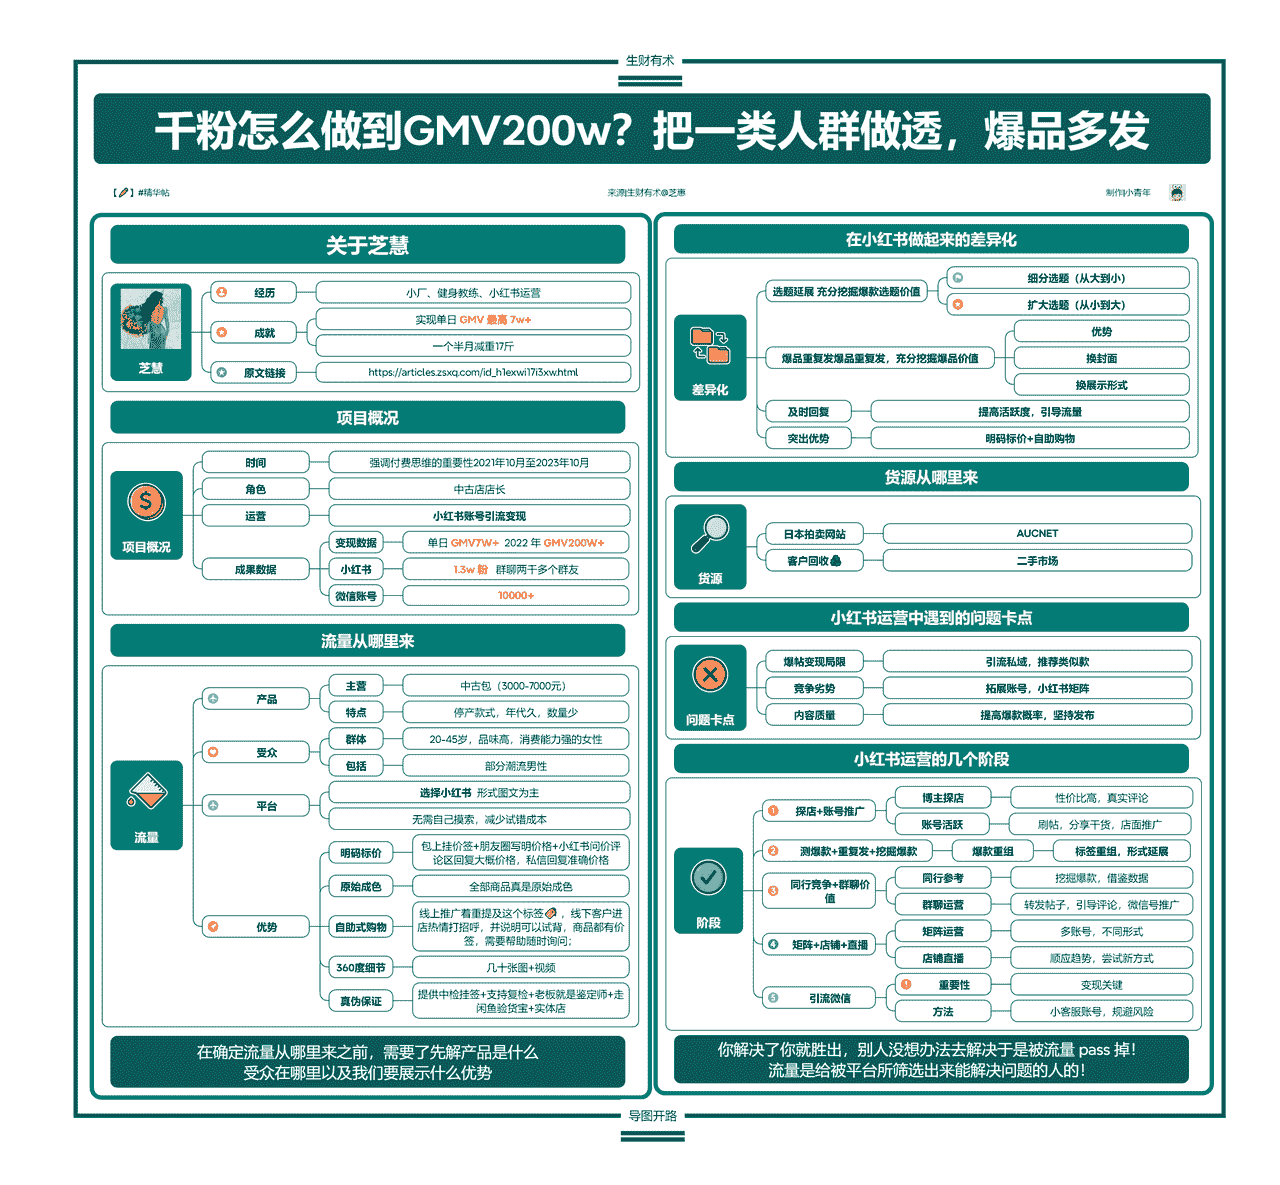 生财有术
千粉怎么做到GMV200w？把一类人群做透，爆品多发
【】#精华帖
来源|生财有术@芝慧
制作|小青年
关于芝慧
芝慧
经历
小厂、健身教练、小红书运营
成就
实现单日 GMV 最高 7w+
一个半月减重17斤
原文链接
https://articles.zsxq.com/id_h1exwi17i3xw.html
项目概况
项目概况
时间
强调付费思维的重要性2021年10月至2023年10月
角色
中古店店长
运营
小红书账号引流变现
成果数据
变现数据
单日 GMV7W+ 2022 年 GMV200W+
小红书
1.3w 粉 群聊两千多个群友
微信账号
10000+
流量从哪里来
流量
产品
主营
中古包（3000-7000元）
特点
停产款式，年代久，数量少
受众
群体
20-45岁，品味高，消费能力强的女性
包括
部分潮流男性
平台
选择小红书 形式图文为主
无需自己摸索，减少试错成本
优势
明码标价
包上挂价签+朋友圈写明价格+小红书问价评
论区回复大概价格，私信回复准确价格
原始成色
全部商品真是原始成色
自助式购物
线上推广着重提及这个标签，线下客户进
店热情打招呼，并说明可以试背，商品都有价
签，需要帮助随时询问；
360度细节
几十张图+视频
真伪保证
提供中检挂签+支持复检+老板就是鉴定师+走
闲鱼验货宝+实体店
在确定流量从哪里来之前，需要了先解产品是什么
受众在哪里以及我们要展示什么优势
在小红书做起来的差异化
差异化
选题延展 充分挖掘爆款选题价值
细分选题（从大到小）
扩大选题（从小到大）
爆品重复发爆品重复发，充分挖掘爆品价值
优势
换封面
换展示形式
及时回复
提高活跃度，引导流量
突出优势
明码标价+自助购物
货源从哪里来
货源
日本拍卖网站
AUCNET
客户回收
二手市场
小红书运营中遇到的问题卡点
问题卡点
爆帖变现局限
引流私域，推荐类似款
竞争劣势
拓展账号，小红书矩阵
内容质量
提高爆款概率，坚持发布
小红书运营的几个阶段
阶段
1 探店+账号推广
博主探店
性价比高，真实评论
账号活跃
刷帖，分享干货，店面推广
2 测爆款+重复发+挖掘爆款
爆款重组
标签重组，形式延展
3 同行竞争+群聊价
值
同行参考
挖掘爆款，借鉴数据
群聊运营
转发帖子，引导评论，微信号推广
4 矩阵+店铺+直播
矩阵运营
多账号，不同形式
店铺直播
顺应趋势，尝试新方式
5 引流微信
重要性
变现关键
方法
小客服账号，规避风险
你解决了你就胜出，别人没想办法去解决于是被流量 pass 掉！
流量是给被平台所筛选出来能解决问题的人的！
导图开路